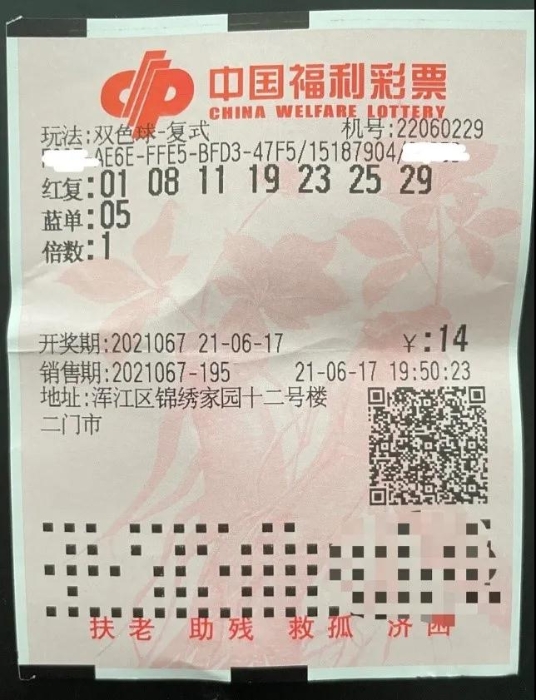 中国福利彩票
CHINA WELFARE LOTTERY
玩法:双色球-复式 机号:22060229
AE6E-FFE5-BFD3-47F5/15187904/
红复:01 08 11 19 23 25 29
蓝单:05
倍数:1
开奖期:2021067 21-06-17 ￥:14
销售期:2021067-195 21-06-17 19:50:23
地址:浑江区锦绣家园十二号楼
二门市
扶老 助残 救孤 济困